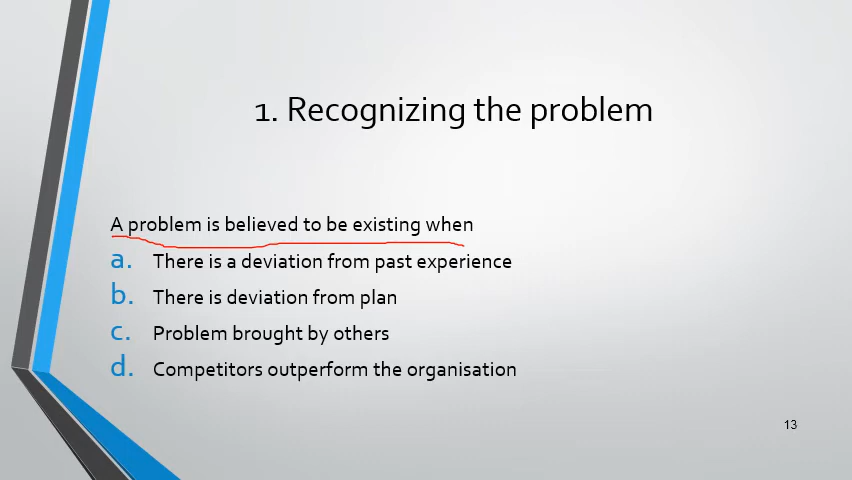 1. Recognizing the problem
A problem is believed to be existing when
a. There is a deviation from past experience
b. There is deviation from plan
c. Problem brought by others
d. Competitors outperform the organisation
13